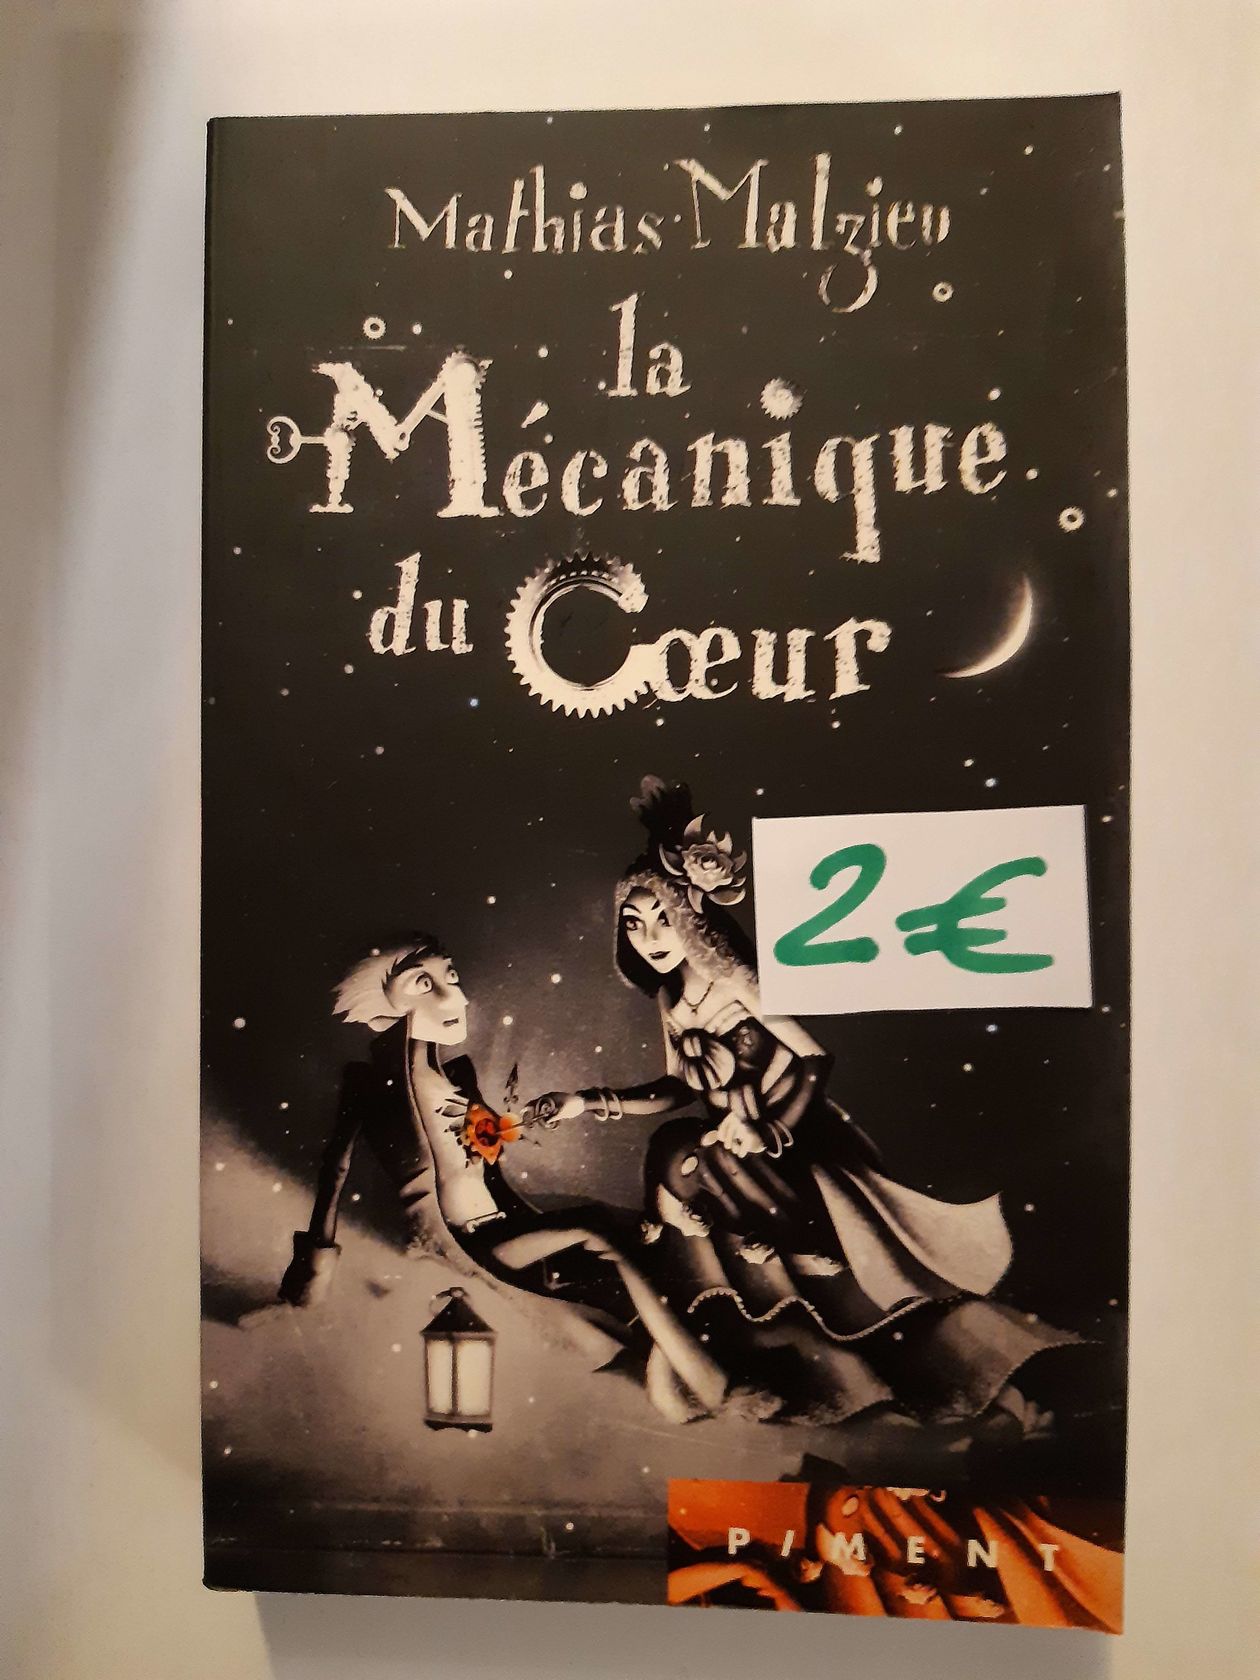 Mathias Malzieu
la
Mécanique
du Cœur
2€
PIMENT